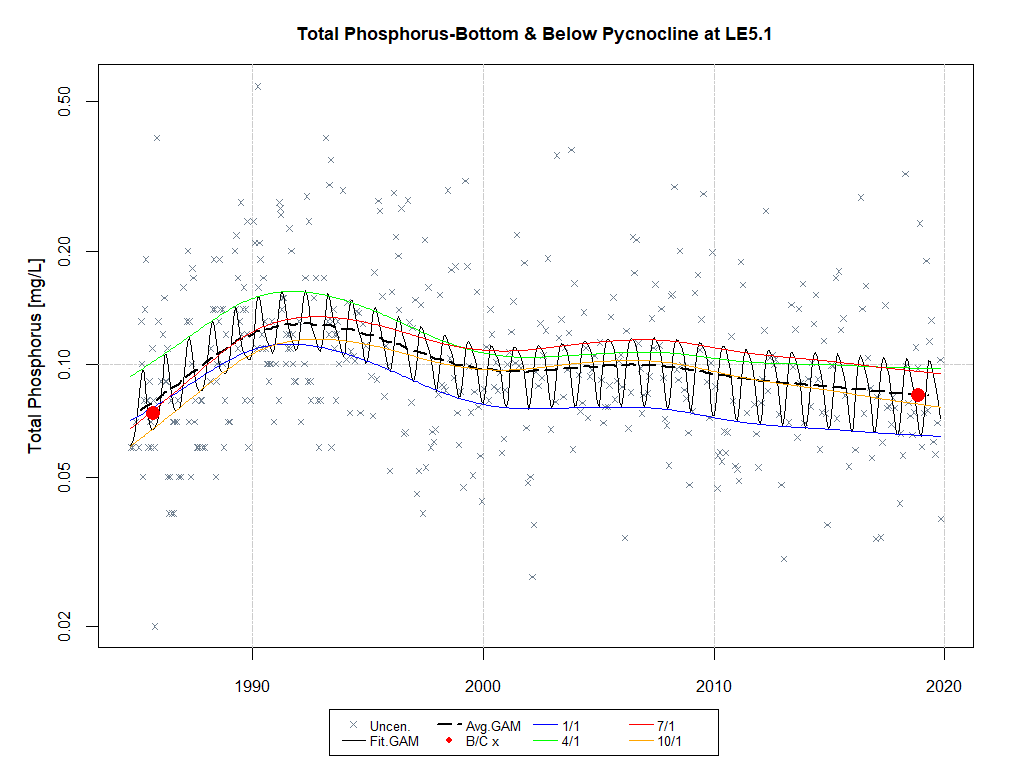 Total Phosphorus-Bottom & Below Pycnocline at LE5.1
Total Phosphorus [mg/L]
0.50
0.20
0.10
0.05
0.02
1990 2000 2010 2020
Uncen. Avg.GAM 1/1 7/1
Fit.GAM B/C x 4/1 10/1